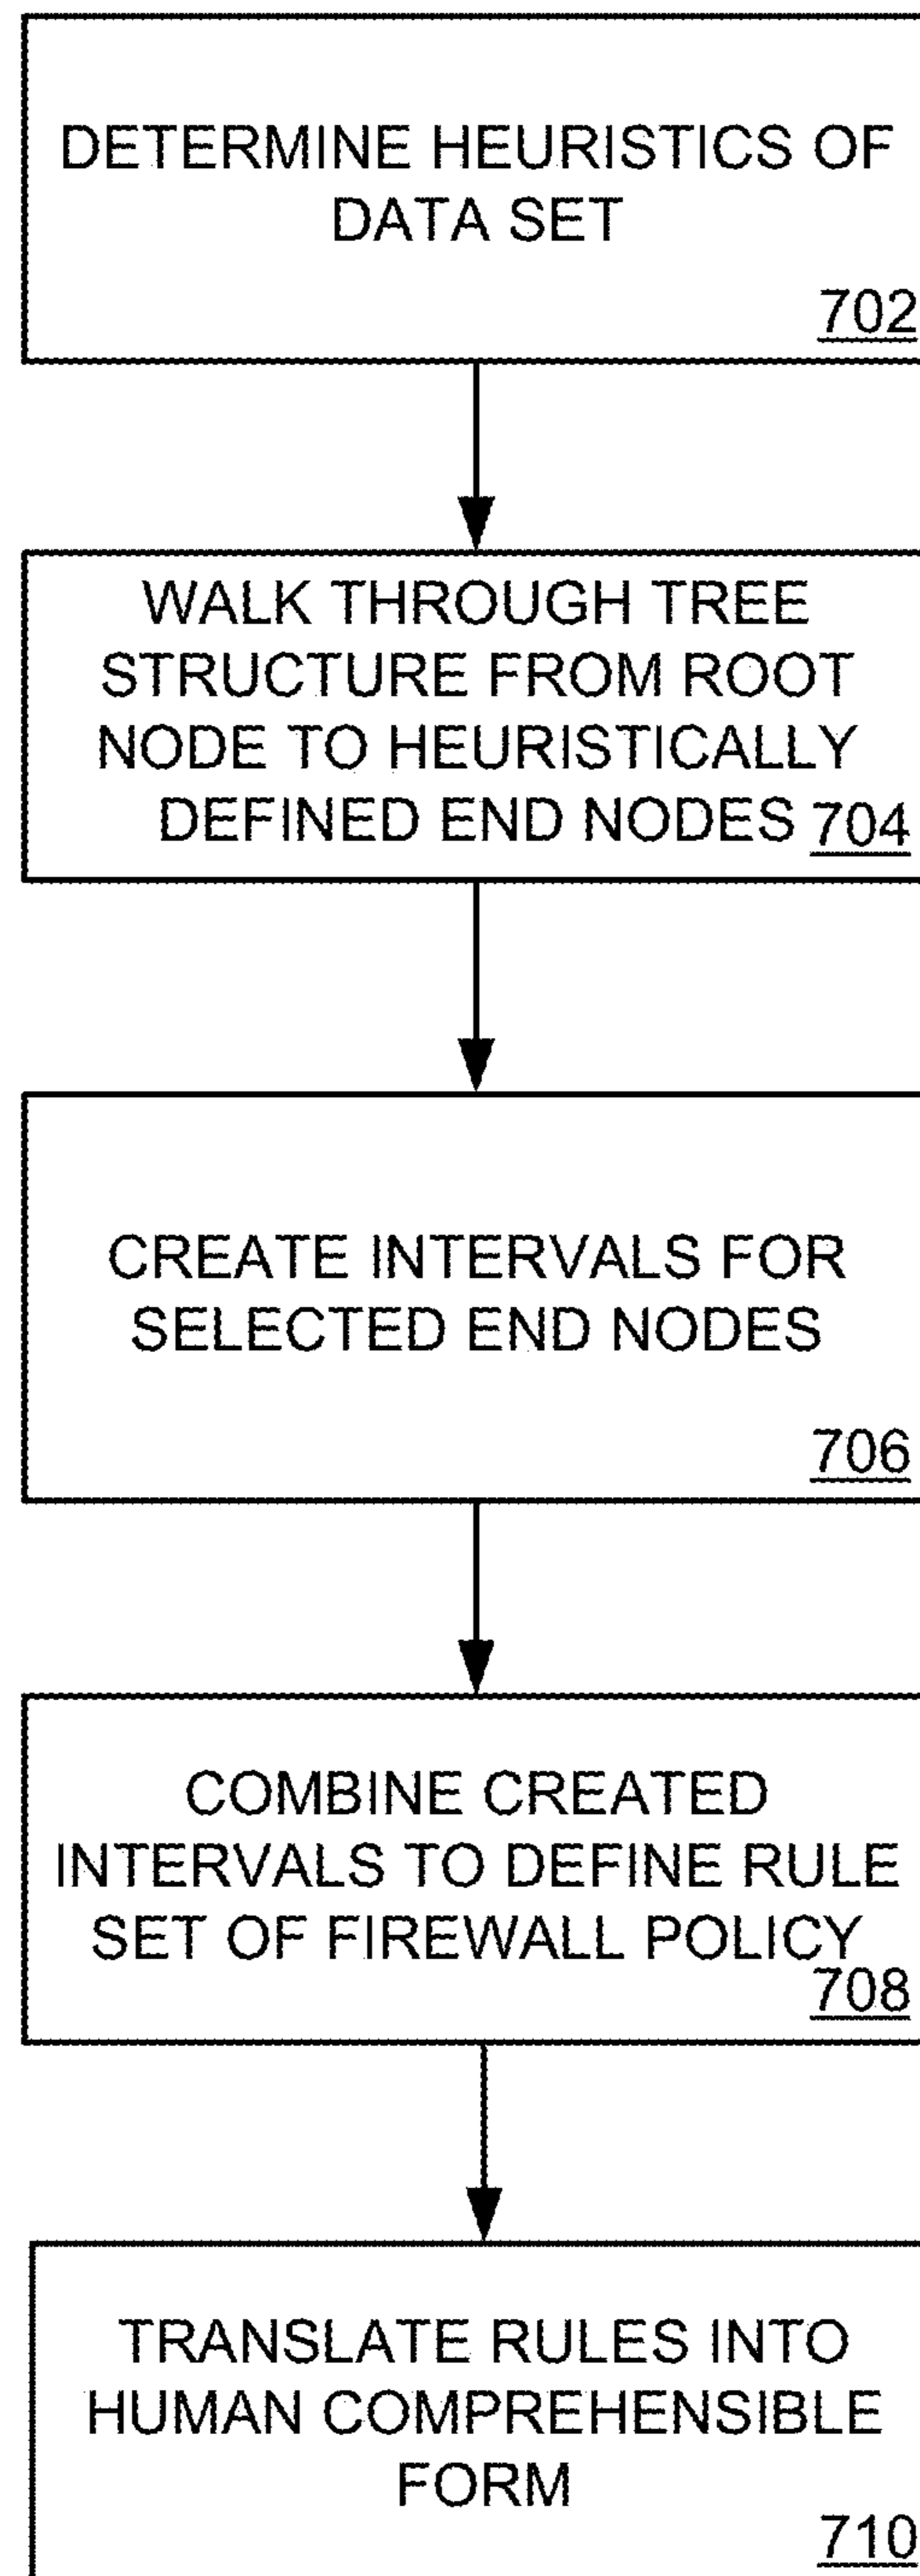 DETERMINE HEURISTICS OF
DATA SET
702
WALK THROUGH TREE
STRUCTURE FROM ROOT
NODE TO HEURISTICALLY
DEFINED END NODES 704
CREATE INTERVALS FOR
SELECTED END NODES
706
COMBINE CREATED
INTERVALS TO DEFINE RULE
SET OF FIREWALL POLICY
708
TRANSLATE RULES INTO
HUMAN COMPREHENSIBLE
FORM
710